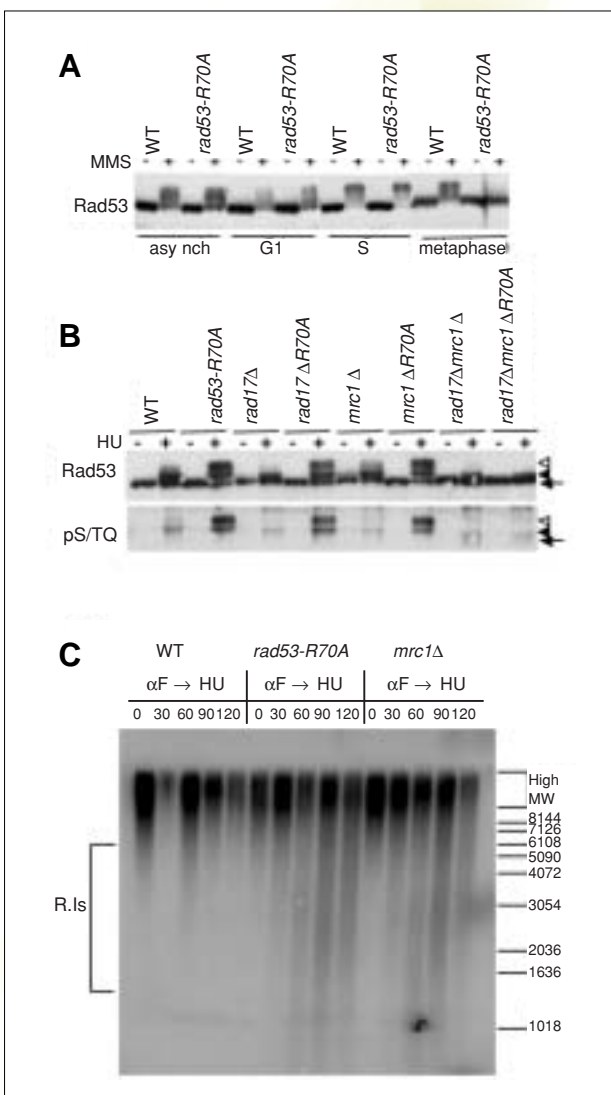 A
WT rad53-R70A WT rad53-R70A WT rad53-R70A WT rad53-R70A
MMS - + - + - + - + - + - + - + - +
Rad53
asy nch G1 S metaphase
B
WT rad53-R70A rad17Δ rad17ΔR70A mrc1Δ mrc1ΔR70A rad17Δmrc1Δ rad17Δmrc1ΔR70A
HU - + - + - + - + - + - + - + - +
Rad53
pS/TQ
C
WT rad53-R70A mrc1Δ
αF → HU αF → HU αF → HU
0 30 60 90 120 0 30 60 90 120 0 30 60 90 120
High
MW
8144
7126
6108
5090
4072
R.Is
3054
2036
1636
1018